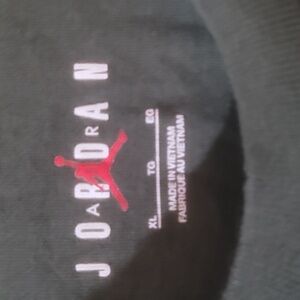 JORDAN
XL TG EG
MADE IN VIETNAM
FABRIQUE AU VIETNAM